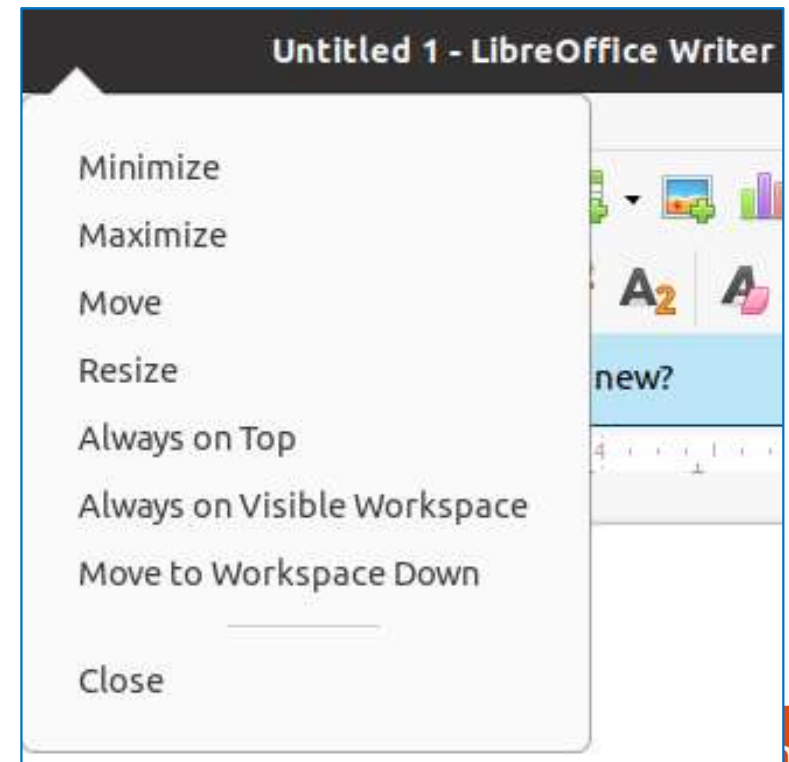 Untitled 1 - LibreOffice Writer
Minimize
Maximize
Move
Resize
new?
Always on Top
Always on Visible Workspace
Move to Workspace Down
Close